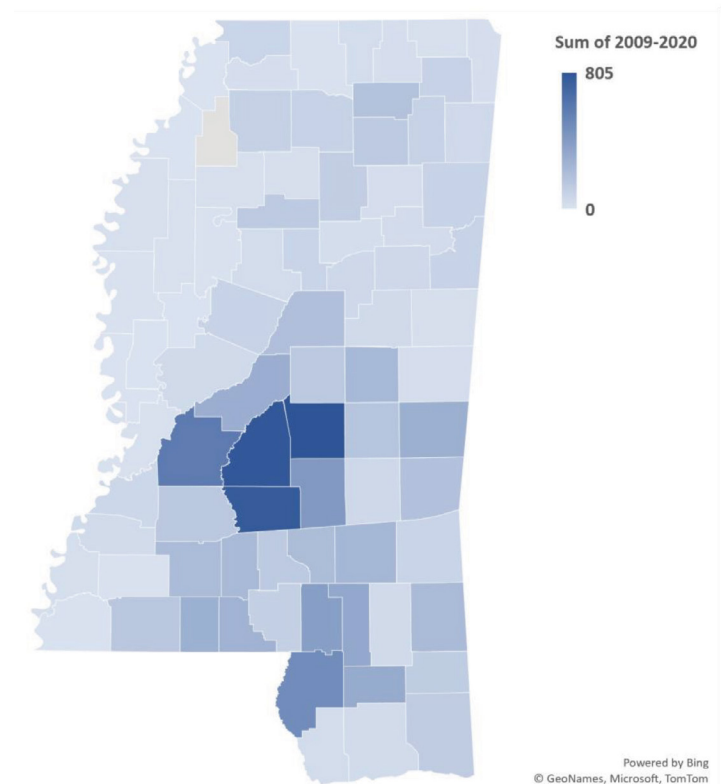 Sum of 2009-2020
805
0
Powered by Bing
© GeoNames, Microsoft, TomTom